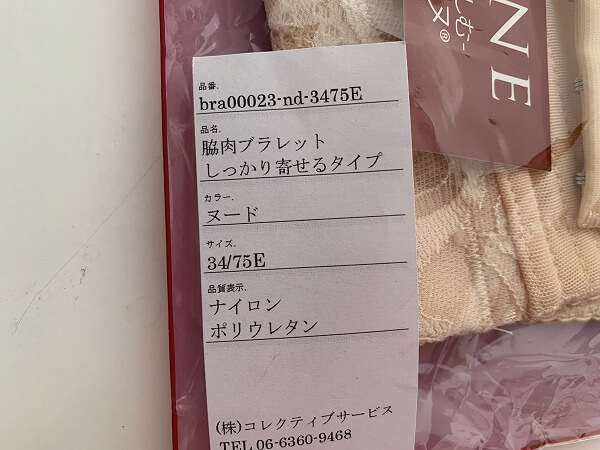 品番.
bra00023-nd-3475E
品名.
脇肉ブラレット
しっかり寄せるタイプ
カラー.
ヌード
サイズ.
34/75E
品質表示.
ナイロン
ポリウレタン
(株)コレクティブサービス
TEL 06-6360-9468
しむ-
ヌ®
NE